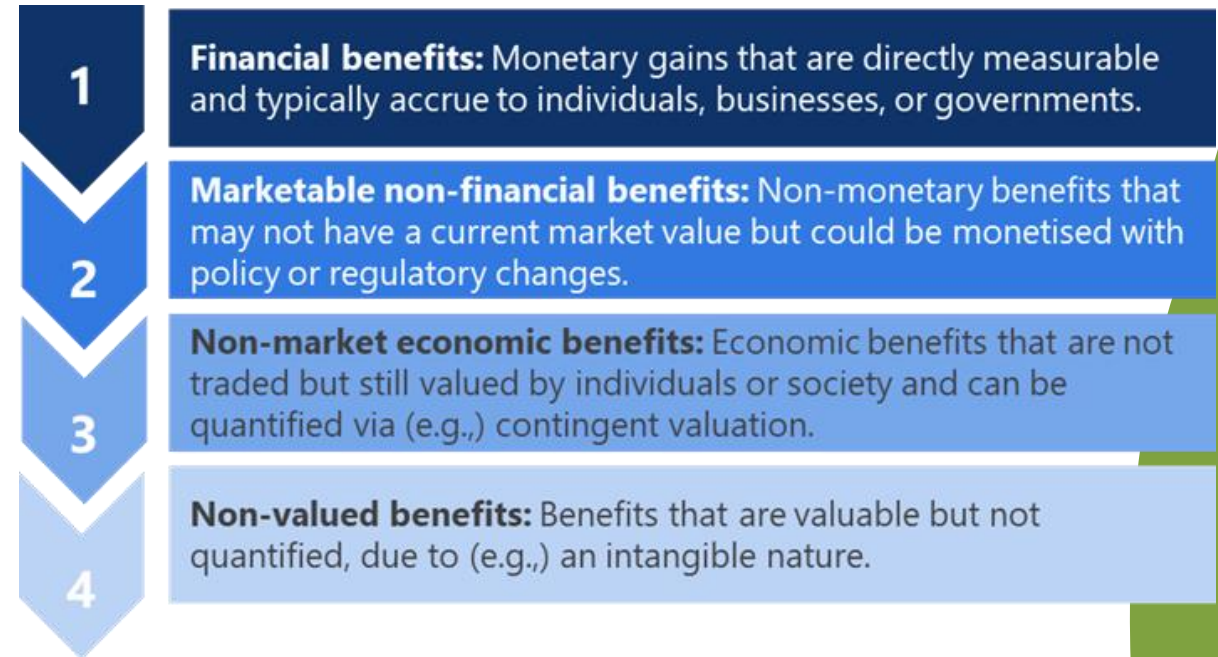 1
Financial benefits: Monetary gains that are directly measurable
and typically accrue to individuals, businesses, or governments.
2
Marketable non-financial benefits: Non-monetary benefits that
may not have a current market value but could be monetised with
policy or regulatory changes.
3
Non-market economic benefits: Economic benefits that are not
traded but still valued by individuals or society and can be
quantified via (e.g.,) contingent valuation.
4
Non-valued benefits: Benefits that are valuable but not
quantified, due to (e.g.,) an intangible nature.